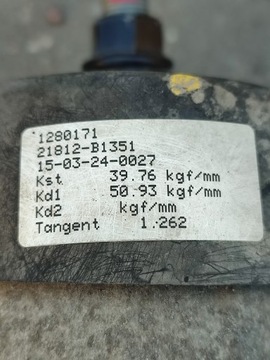 1280171
21812-B1351
15-03-24-0027
Kst 39.76 kgf/mm
Kd1 50.93 kgf/mm
Kd2 kgf/mm
Tangent 1.262